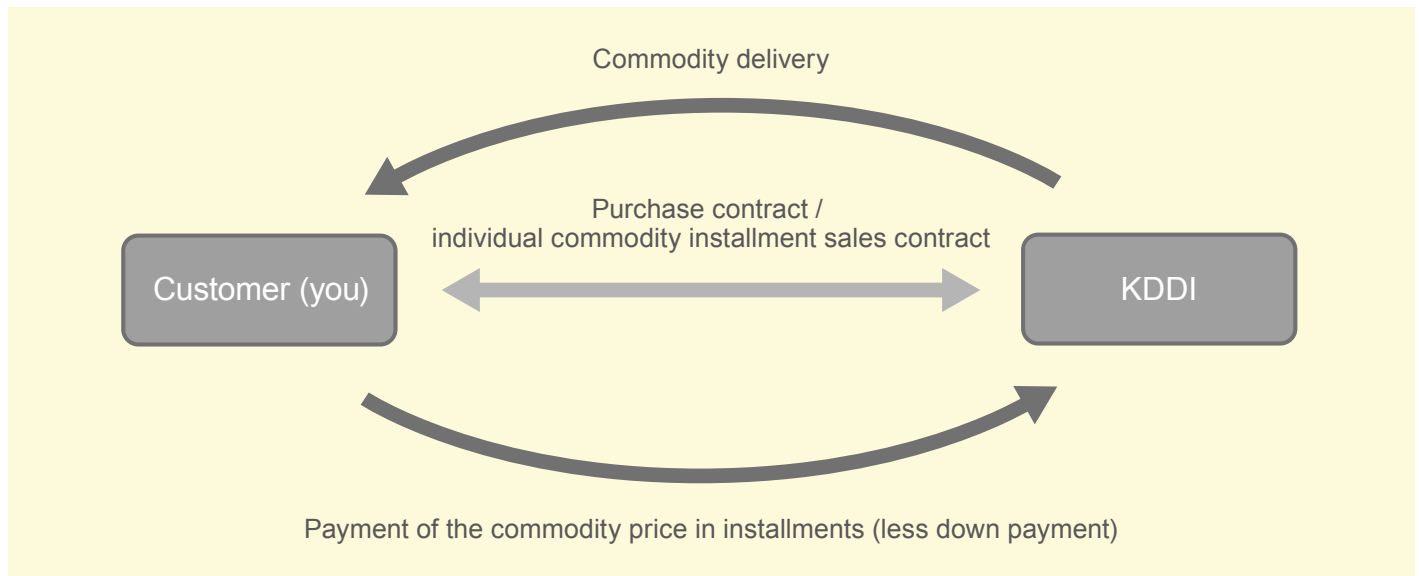 Commodity delivery
Purchase contract /
individual commodity installment sales contract
Customer (you)
KDDI
Payment of the commodity price in installments (less down payment)